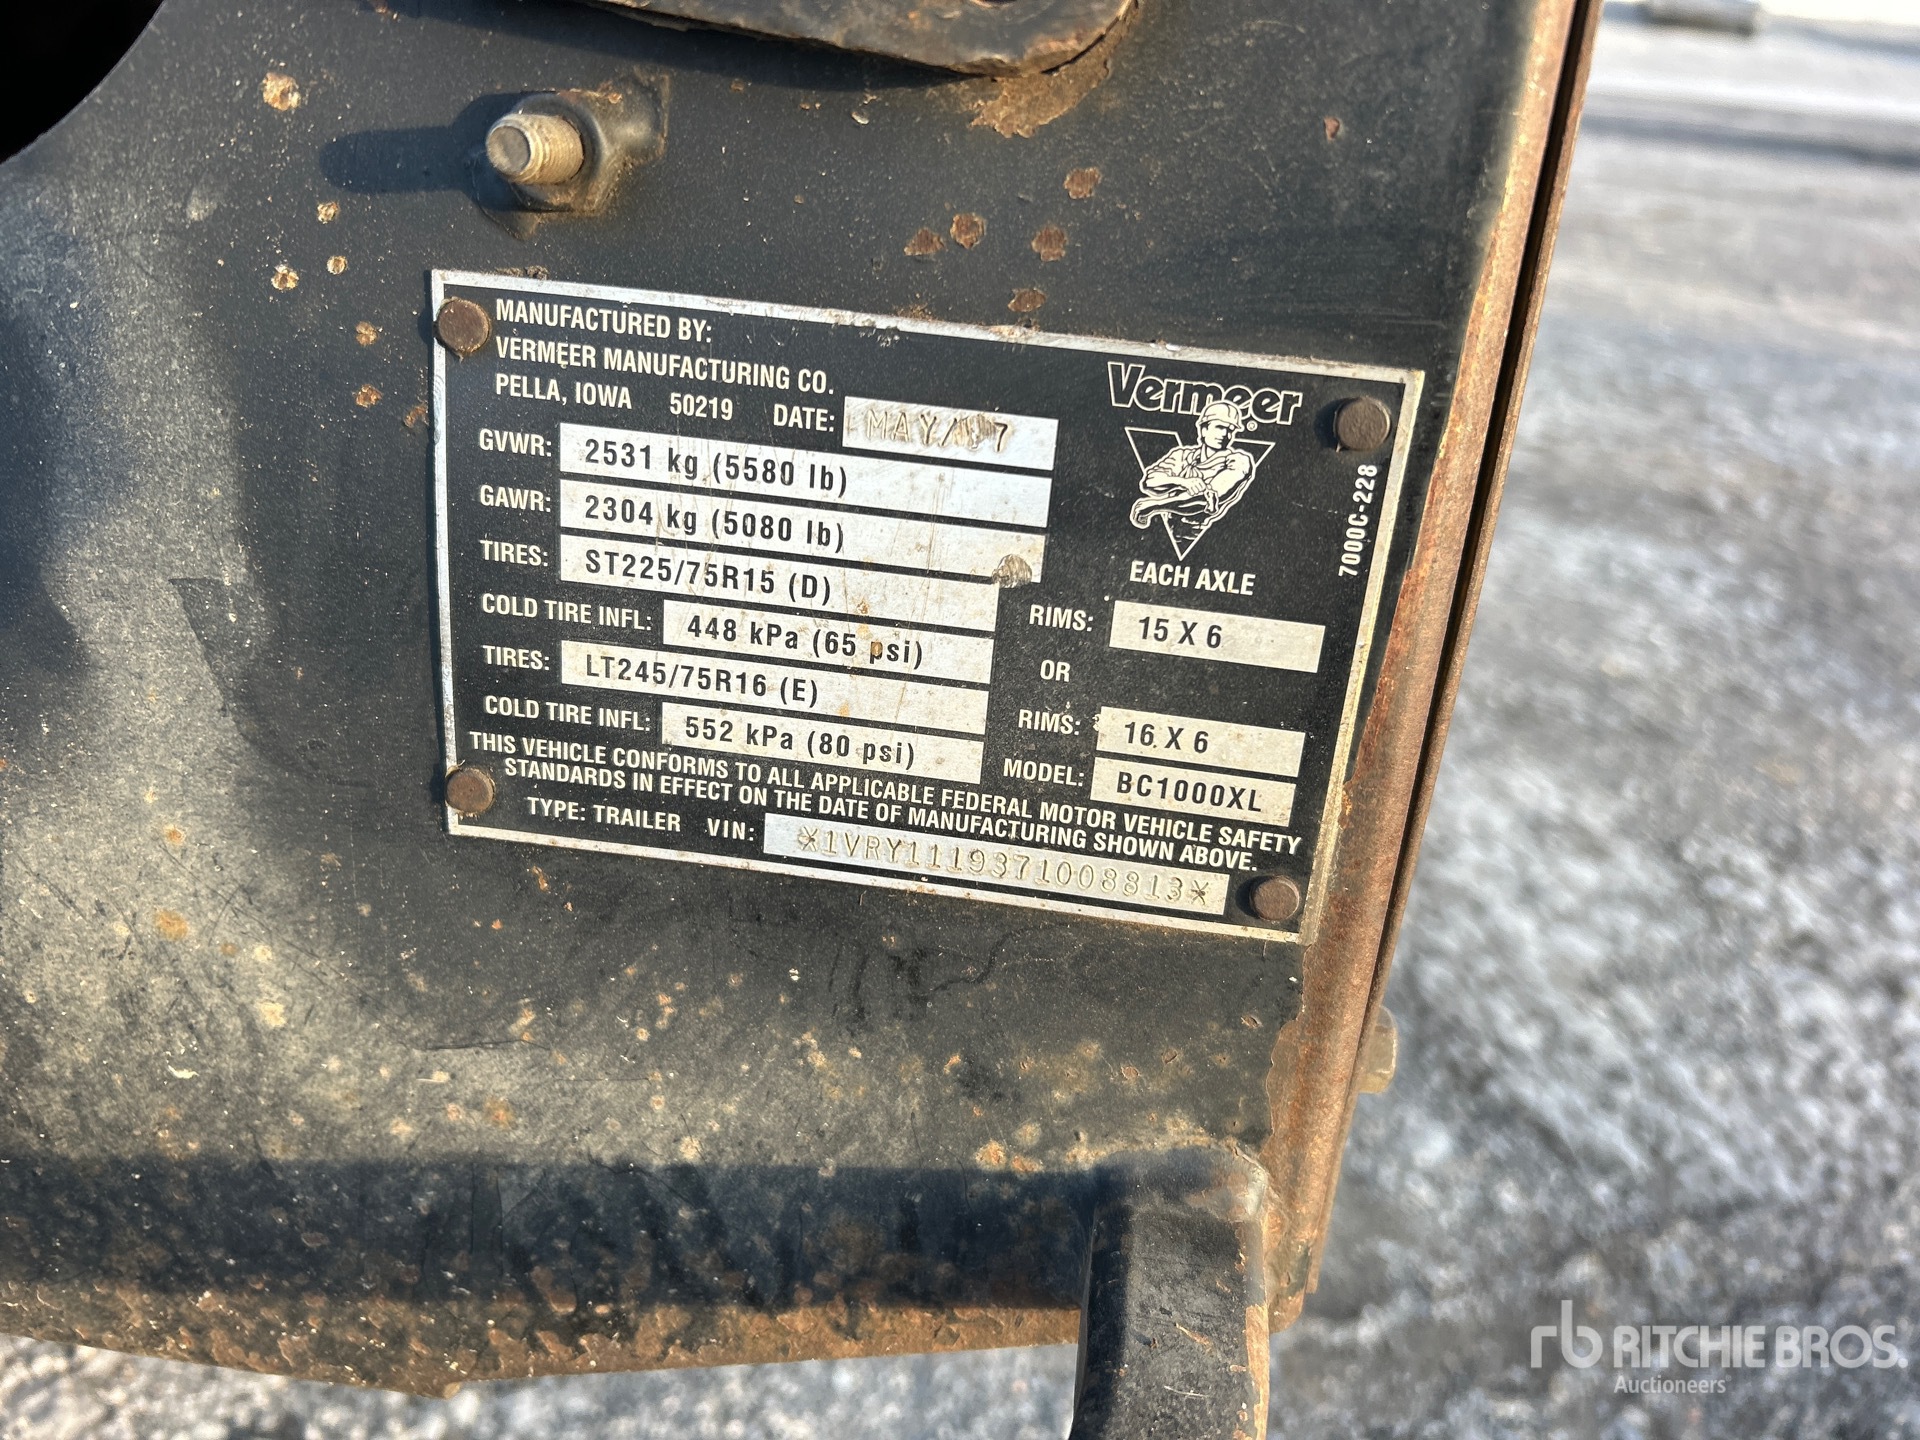 MANUFACTURED BY:
VERMEER MANUFACTURING CO.
PELLA, IOWA 50219 DATE: MAY/07
GVWR: 2531 kg (5580 lb)
GAWR: 2304 kg (5080 lb)
TIRES: ST225/75R15 (D)
COLD TIRE INFL: 448 kPa (65 psi)
TIRES: LT245/75R16 (E)
COLD TIRE INFL: 552 kPa (80 psi)
Vermeer ®
EACH AXLE
RIMS: 15 X 6
OR
RIMS: 16 X 6
MODEL: BC1000XL
7000C-228
THIS VEHICLE CONFORMS TO ALL APPLICABLE FEDERAL MOTOR VEHICLE SAFETY
STANDARDS IN EFFECT ON THE DATE OF MANUFACTURING SHOWN ABOVE.
TYPE: TRAILER VIN: *1VRY1119371008813*
rb RITCHIE BROS.
Auctioneers